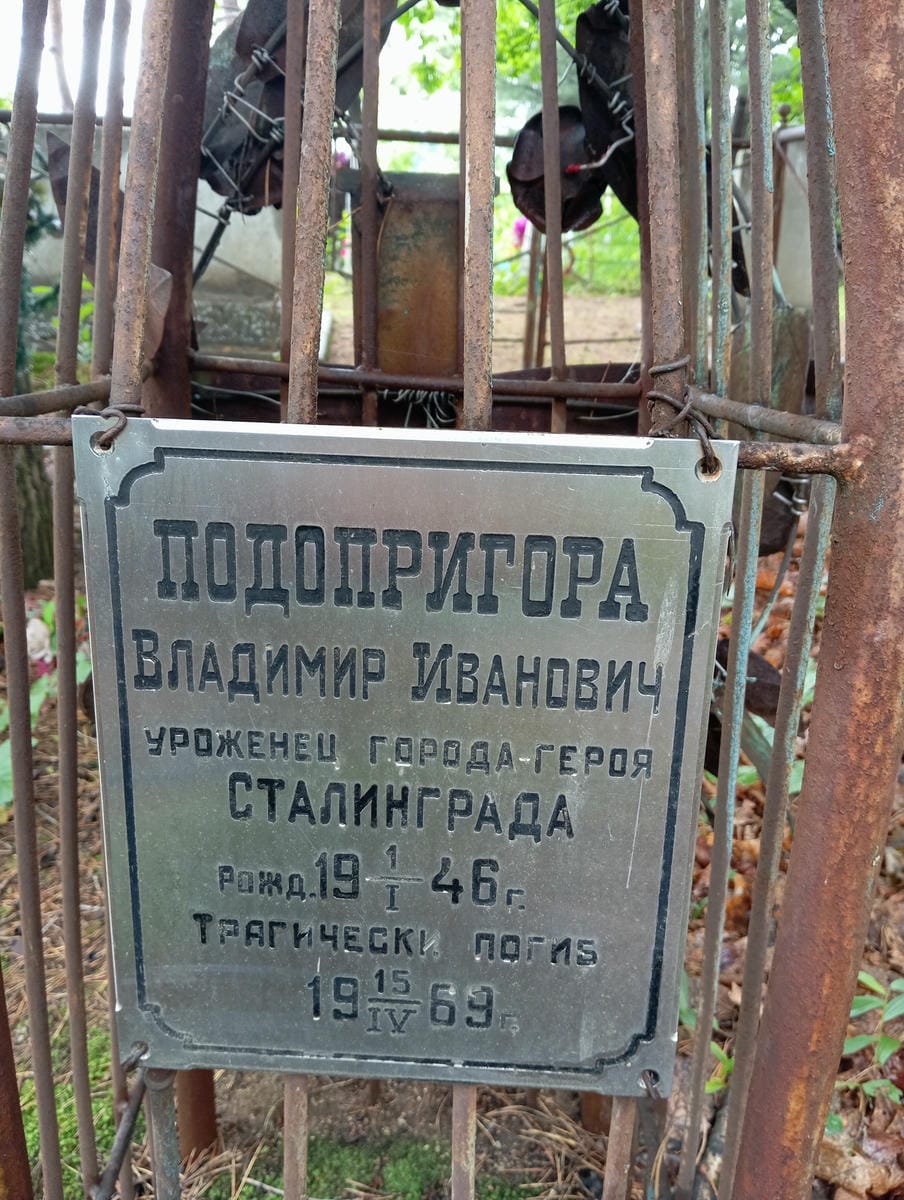 ПОДОПРИГОРА
ВЛАДИМИР ИВАНОВИЧ
УРОЖЕНЕЦ ГОРОДА-ГЕРОЯ
СТАЛИНГРАДА
РОЖД. 19 1/I 46 г.
ТРАГИЧЕСКИ ПОГИБ
19 15/IV 69 г.